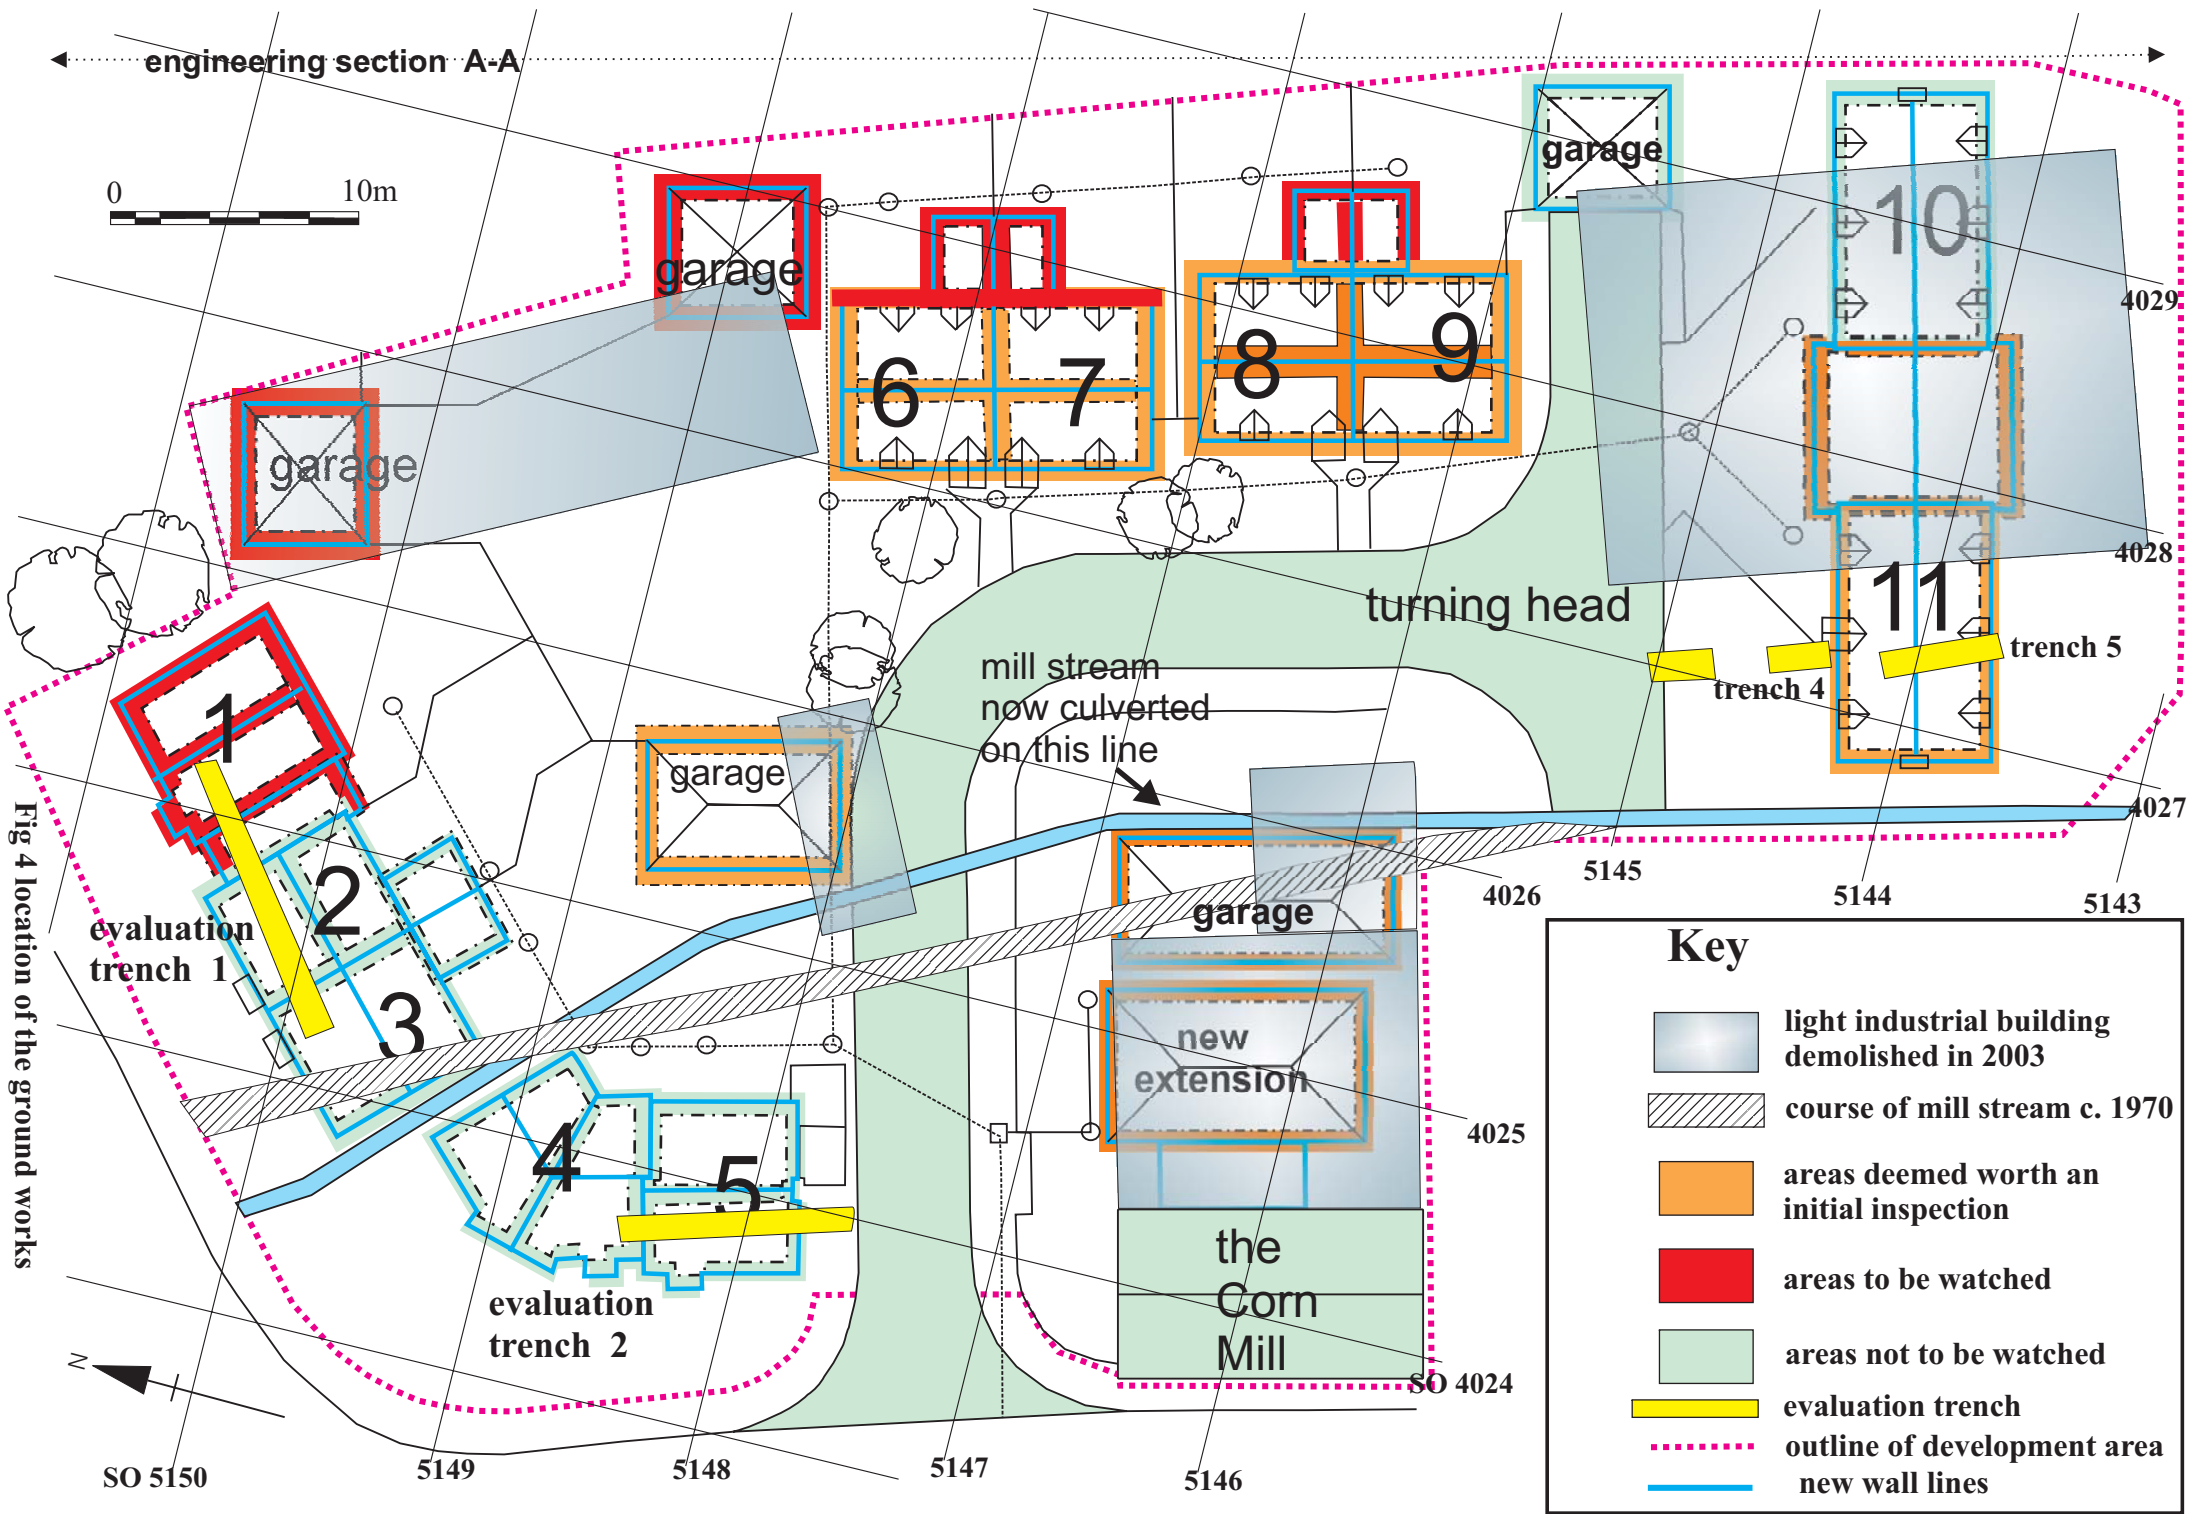 engineering section A-A
0 10m
garage
garage
garage
10
4029
6
7
8
9
garage
4028
11
turning head
trench 5
trench 4
mill stream
now culverted
on this line
1
garage
4027
2
garage
4026
5145
5144
5143
evaluation
trench 1
3
new
extension
4025
4
5
the
Corn
Mill
evaluation
trench 2
SO 4024
N
SO 5150
5149
5148
5147
5146
Fig 4 location of the ground works
Key
light industrial building
demolished in 2003
course of mill stream c. 1970
areas deemed worth an
initial inspection
areas to be watched
areas not to be watched
evaluation trench
outline of development area
new wall lines